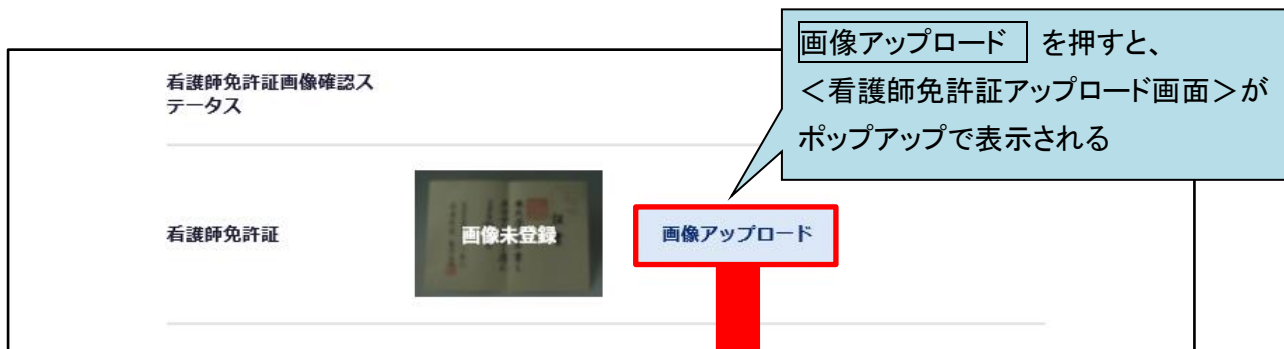 画像アップロード を押すと、
＜看護師免許証アップロード画面＞が
ポップアップで表示される
看護師免許証画像確認ス
テータス
看護師免許証
画像未登録
画像アップロード